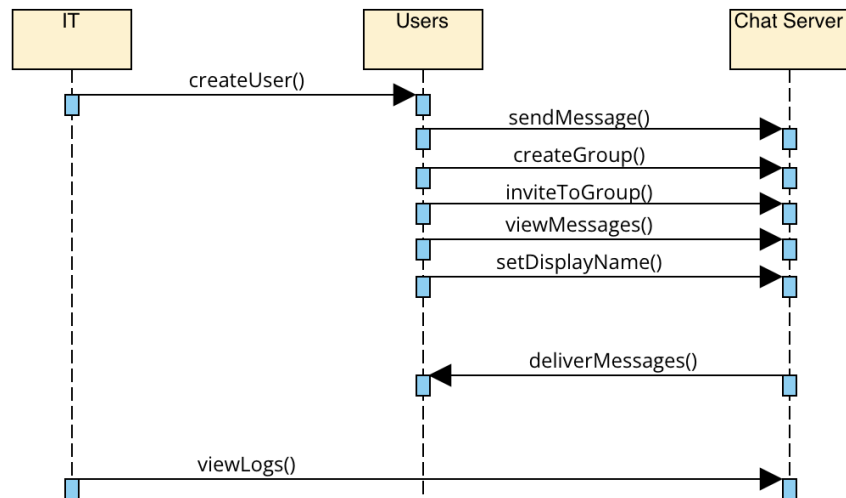 IT
Users
Chat Server
createUser()
sendMessage()
createGroup()
inviteToGroup()
viewMessages()
setDisplayName()
deliverMessages()
viewLogs()